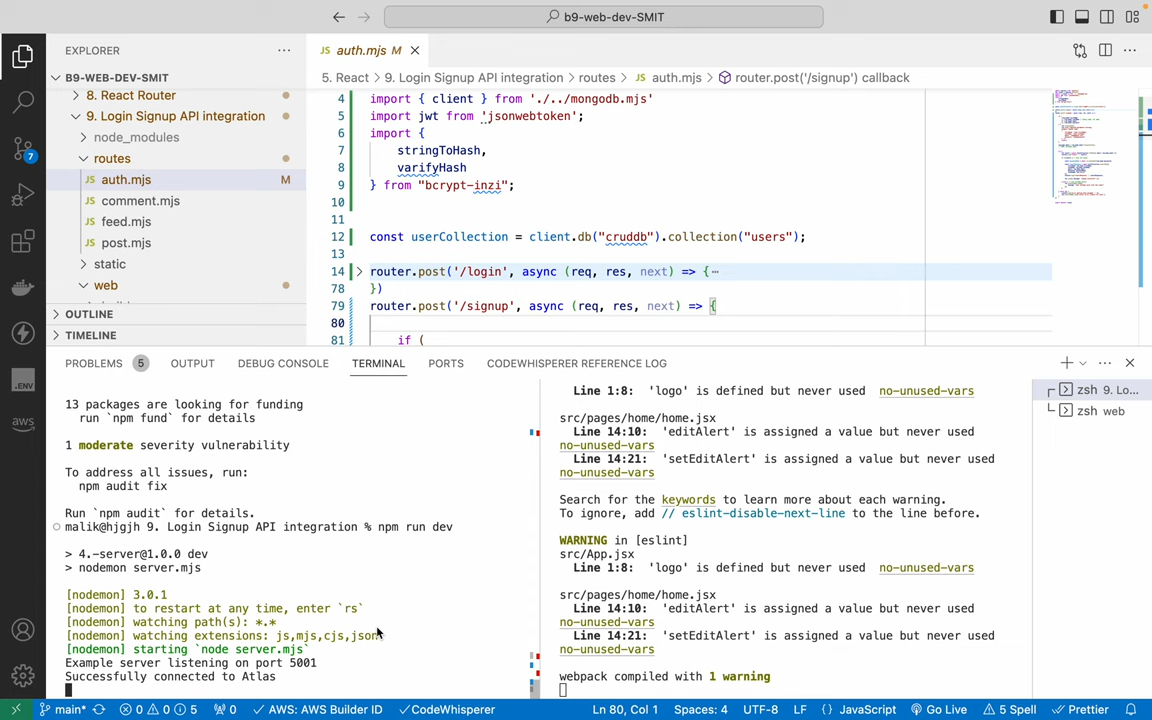 b9-web-dev-SMIT
EXPLORER
B9-WEB-DEV-SMIT
8. React Router
9. Login Signup API integration
node_modules
routes
JS auth.mjs M
JS comment.mjs
JS feed.mjs
JS post.mjs
static
web
OUTLINE
TIMELINE
7
.ENV
aws
JS auth.mjs M
5. React > 9. Login Signup API integration > routes > JS auth.mjs > router.post('/signup') callback
4 import { client } from './../mongodb.mjs'
5 import jwt from 'jsonwebtoken';
6 import {
7 stringToHash,
8 varifyHash
9 } from "bcrypt-inzi";
10
11
12 const userCollection = client.db("cruddb").collection("users");
13
14 router.post('/login', async (req, res, next) => {
78 })
79 router.post('/signup', async (req, res, next) => {
80
81 if (
PROBLEMS 5 OUTPUT DEBUG CONSOLE TERMINAL PORTS CODEWHISPERER REFERENCE LOG
13 packages are looking for funding
run `npm fund` for details
1 moderate severity vulnerability
To address all issues, run:
npm audit fix
Run `npm audit` for details.
malik@hjgjh 9. Login Signup API integration % npm run dev
> 4.-server@1.0.0 dev
> nodemon server.mjs
[nodemon] 3.0.1
[nodemon] to restart at any time, enter `rs`
[nodemon] watching path(s): *.*
[nodemon] watching extensions: js,mjs,cjs,json
[nodemon] starting `node server.mjs`
Example server listening on port 5001
Successfully connected to Atlas
Line 1:8: 'logo' is defined but never used no-unused-vars
src/pages/home/home.jsx
Line 14:10: 'editAlert' is assigned a value but never used
no-unused-vars
Line 14:21: 'setEditAlert' is assigned a value but never used
no-unused-vars
Search for the keywords to learn more about each warning.
To ignore, add // eslint-disable-next-line to the line before.
WARNING in [eslint]
src/App.jsx
Line 1:8: 'logo' is defined but never used no-unused-vars
src/pages/home/home.jsx
Line 14:10: 'editAlert' is assigned a value but never used
no-unused-vars
Line 14:21: 'setEditAlert' is assigned a value but never used
no-unused-vars
webpack compiled with 1 warning
zsh 9. Lo...
zsh web
main* 0 0 5 0 AWS: AWS Builder ID CodeWhisperer Ln 80, Col 1 Spaces: 4 UTF-8 LF {} JavaScript Go Live 5 Spell Prettier